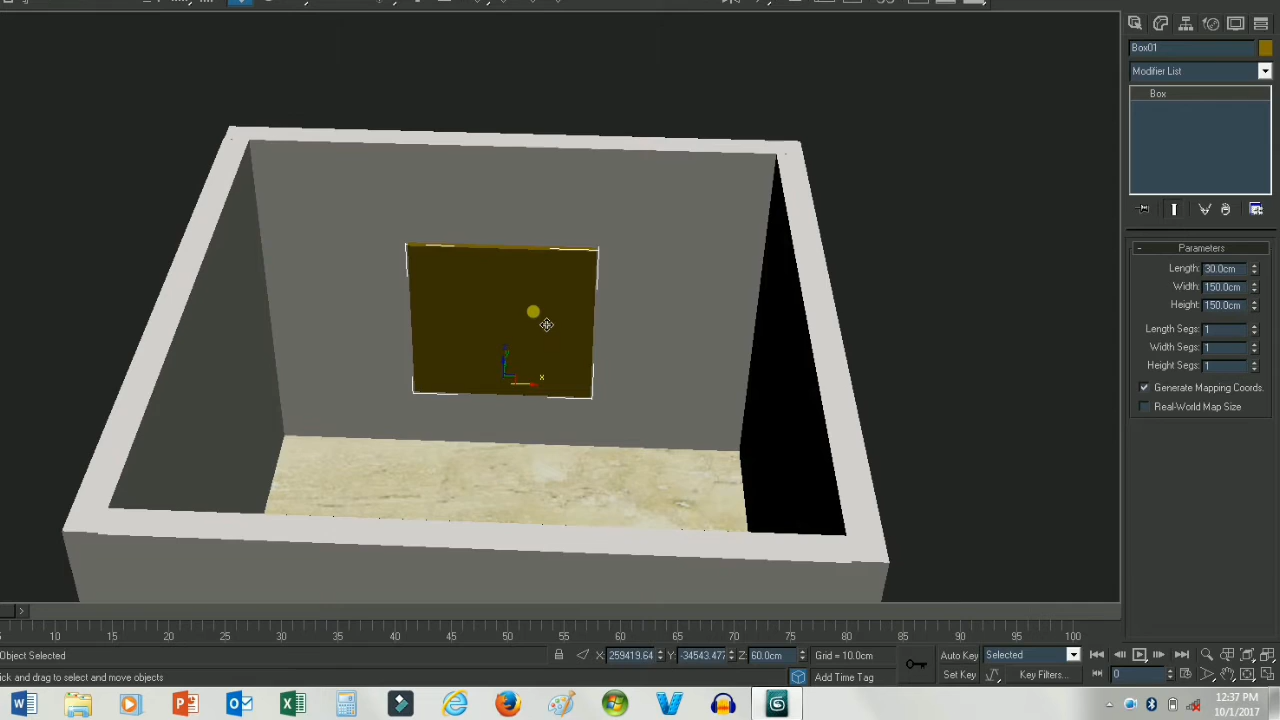 Box01
Modifier List
Box
- Parameters
Length: 30.0cm
Width: 150.0cm
Height: 150.0cm
Length Segs: 1
Width Segs: 1
Height Segs: 1
Generate Mapping Coords.
Real-World Map Size
x
10 15 20 25 30 35 40 45 50 55 60 65 70 75 80 85 90 95 100
Object Selected
X: 259419.64
Y: -34543.477
Z: 60.0cm
Grid = 10.0cm
Auto Key
Selected
ick and drag to select and move objects
Add Time Tag
Set Key
Key Filters...
0
12:37 PM
10/1/2017